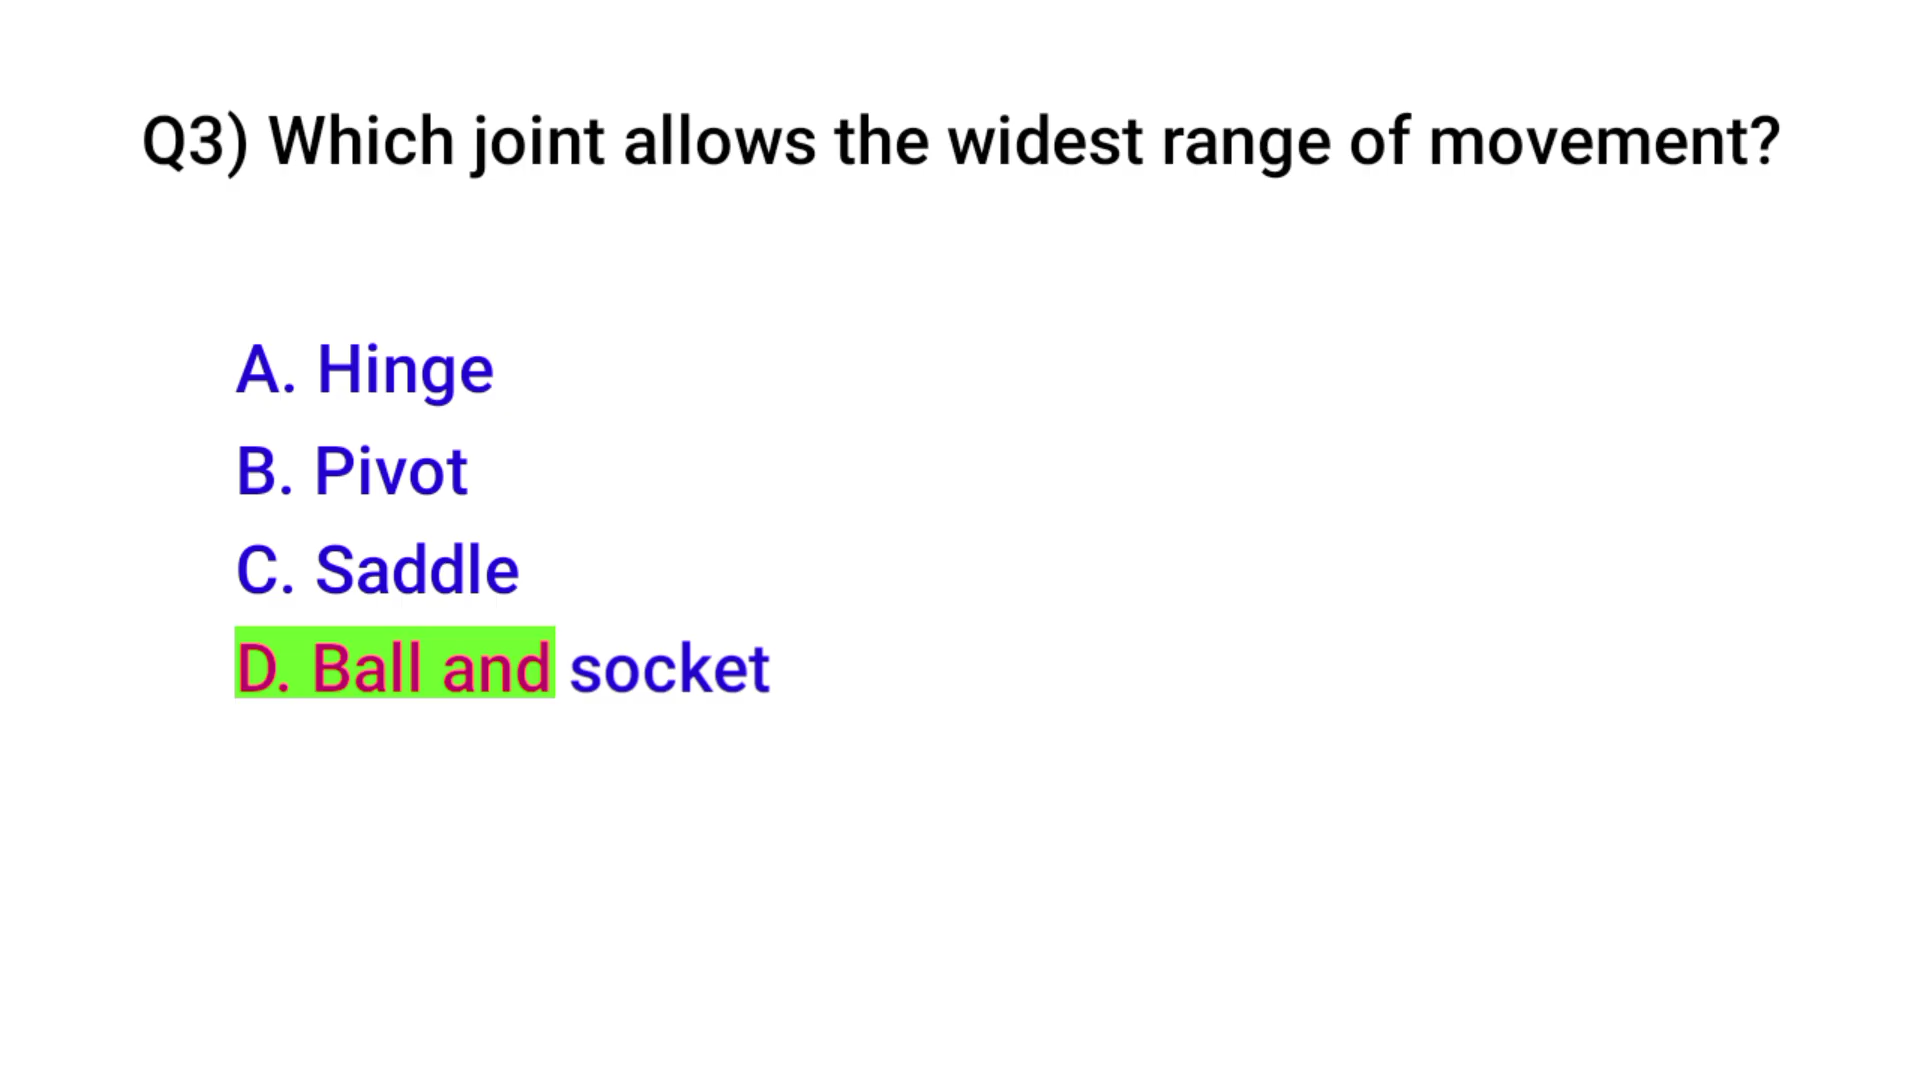 Q3) Which joint allows the widest range of movement?
A. Hinge
B. Pivot
C. Saddle
D. Ball and socket